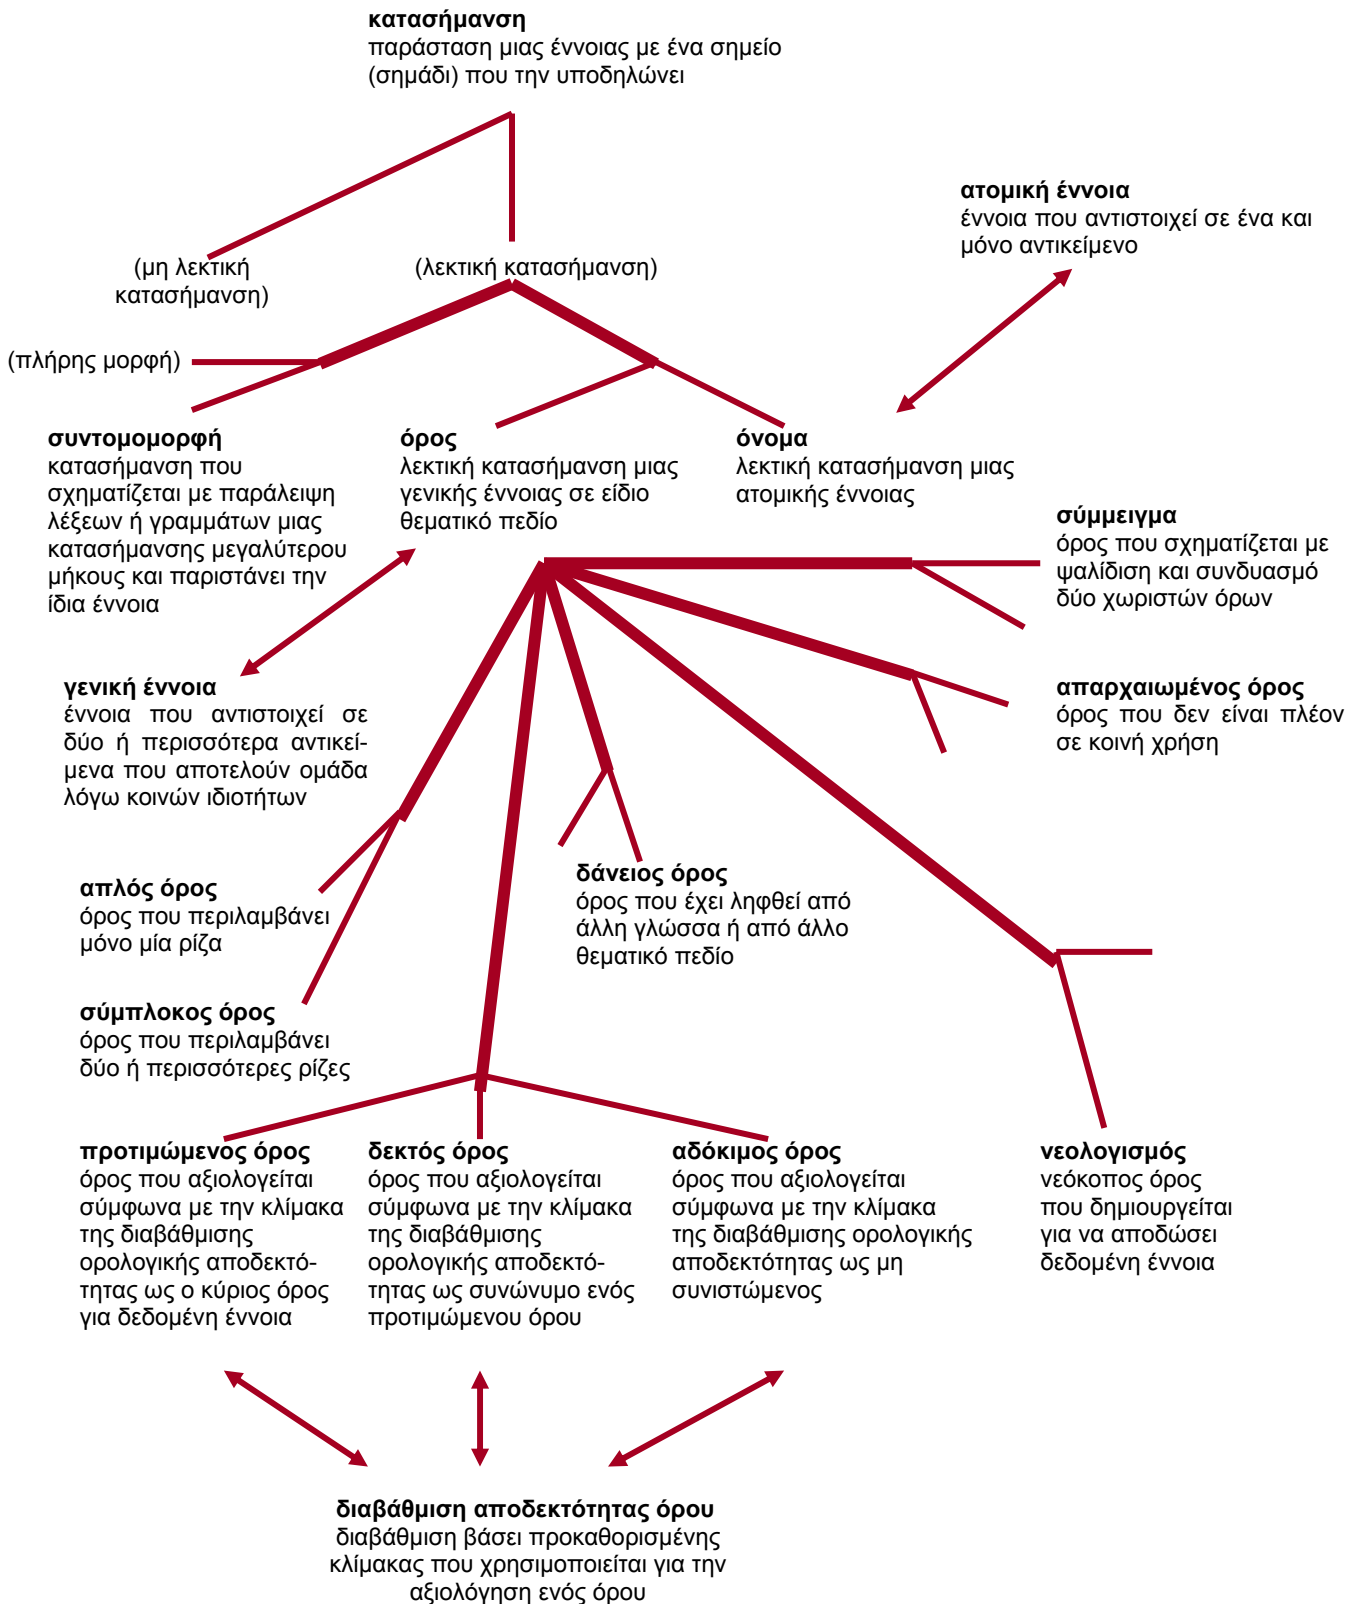 κατασήμανση
παράσταση μιας έννοιας με ένα σημείο
(σημάδι) που την υποδηλώνει
ατομική έννοια
έννοια που αντιστοιχεί σε ένα και
μόνο αντικείμενο
(μη λεκτική
κατασήμανση)
(λεκτική κατασήμανση)
(πλήρης μορφή)
συντομομορφή
κατασήμανση που
σχηματίζεται με παράλειψη
λέξεων ή γραμμάτων μιας
κατασήμανσης μεγαλύτερου
μήκους και παριστάνει την
ίδια έννοια
όρος
λεκτική κατασήμανση μιας
γενικής έννοιας σε είδιο
θεματικό πεδίο
όνομα
λεκτική κατασήμανση μιας
ατομικής έννοιας
σύμμειγμα
όρος που σχηματίζεται με
ψαλίδιση και συνδυασμό
δύο χωριστών όρων
γενική έννοια
έννοια που αντιστοιχεί σε
δύο ή περισσότερα αντικεί-
μενα που αποτελούν ομάδα
λόγω κοινών ιδιοτήτων
απαρχαιωμένος όρος
όρος που δεν είναι πλέον
σε κοινή χρήση
απλός όρος
όρος που περιλαμβάνει
μόνο μία ρίζα
δάνειος όρος
όρος που έχει ληφθεί από
άλλη γλώσσα ή από άλλο
θεματικό πεδίο
σύμπλοκος όρος
όρος που περιλαμβάνει
δύο ή περισσότερες ρίζες
προτιμώμενος όρος
όρος που αξιολογείται
σύμφωνα με την κλίμακα
της διαβάθμισης
ορολογικής αποδεκτό-
τητας ως ο κύριος όρος
για δεδομένη έννοια
δεκτός όρος
όρος που αξιολογείται
σύμφωνα με την κλίμακα
της διαβάθμισης
ορολογικής αποδεκτό-
τητας ως συνώνυμο ενός
προτιμώμενου όρου
αδόκιμος όρος
όρος που αξιολογείται
σύμφωνα με την κλίμακα
της διαβάθμισης ορολογικής
αποδεκτότητας ως μη
συνιστώμενος
νεολογισμός
νεόκοπος όρος
που δημιουργείται
για να αποδώσει
δεδομένη έννοια
διαβάθμιση αποδεκτότητας όρου
διαβάθμιση βάσει προκαθορισμένης
κλίμακας που χρησιμοποιείται για την
αξιολόγηση ενός όρου